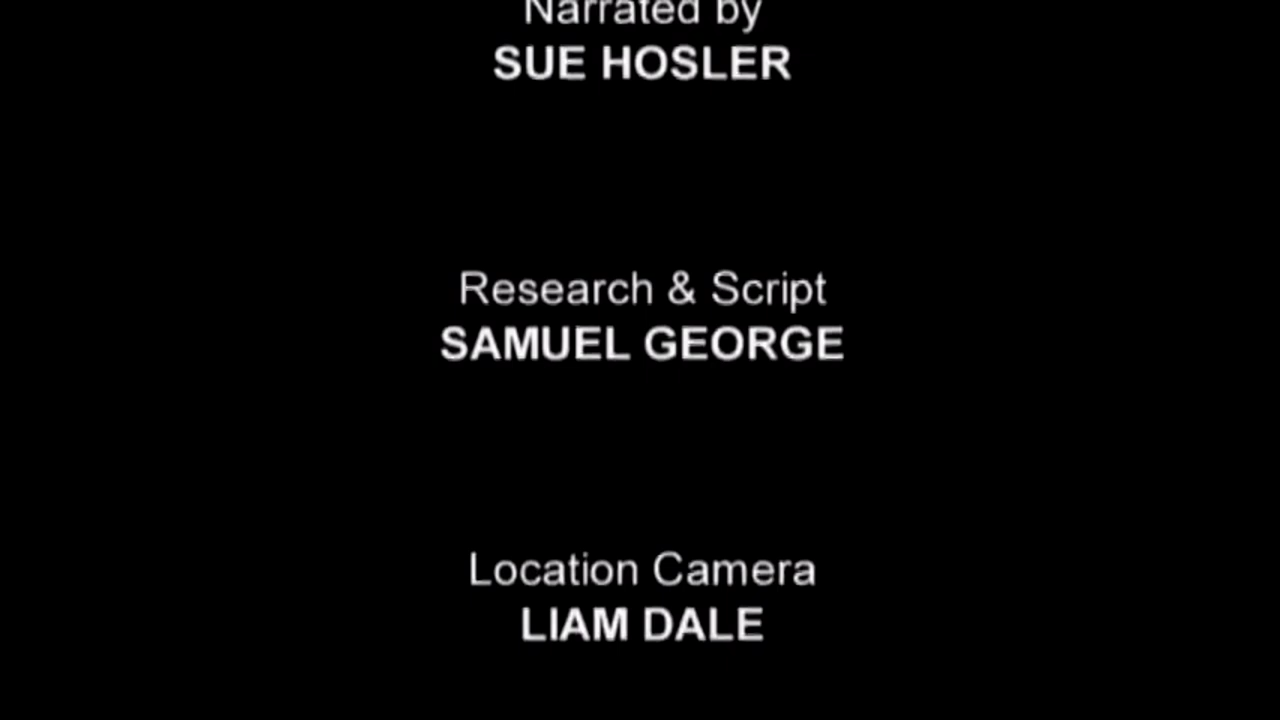 Narrated by
SUE HOSLER
Research & Script
SAMUEL GEORGE
Location Camera
LIAM DALE